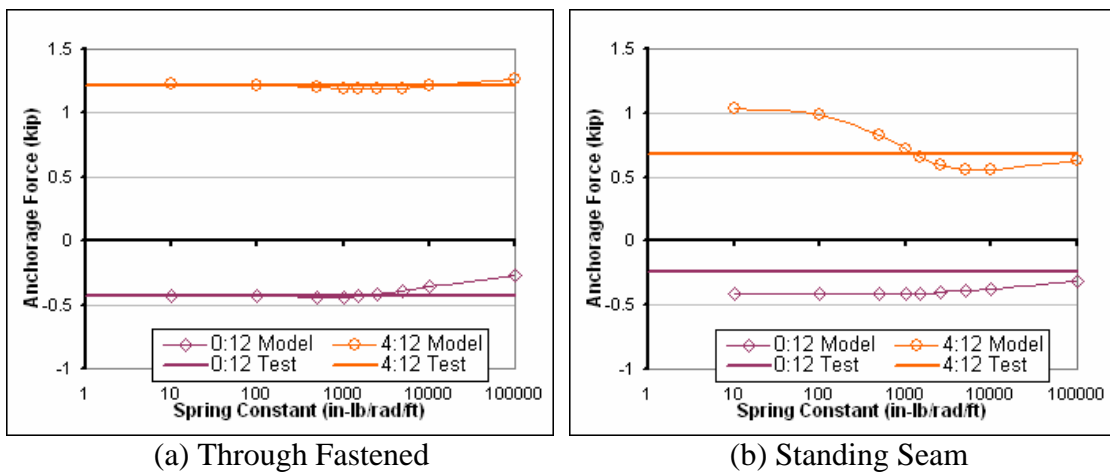 1.5
1
0.5
0
-0.5
-1
Anchorage Force (kip)
0:12 Model 4:12 Model
0:12 Test 4:12 Test
1 10 100 1000 10000 100000
Spring Constant (in-lb/rad/ft)
(a) Through Fastened
1.5
1
0.5
0
-0.5
-1
Anchorage Force (kip)
0:12 Model 4:12 Model
0:12 Test 4:12 Test
1 10 100 1000 10000 100000
Spring Constant (in-lb/rad/ft)
(b) Standing Seam